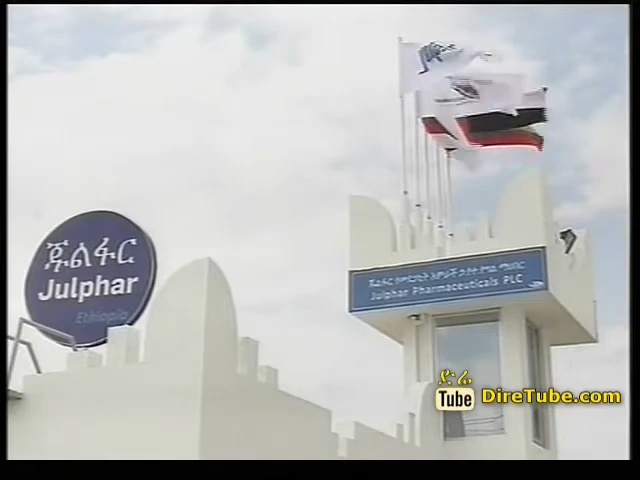 ጁልፋር
Julphar
Ethiopia
Julphar Pharmaceuticals PLC
ድሬ
Tube
DireTube.com